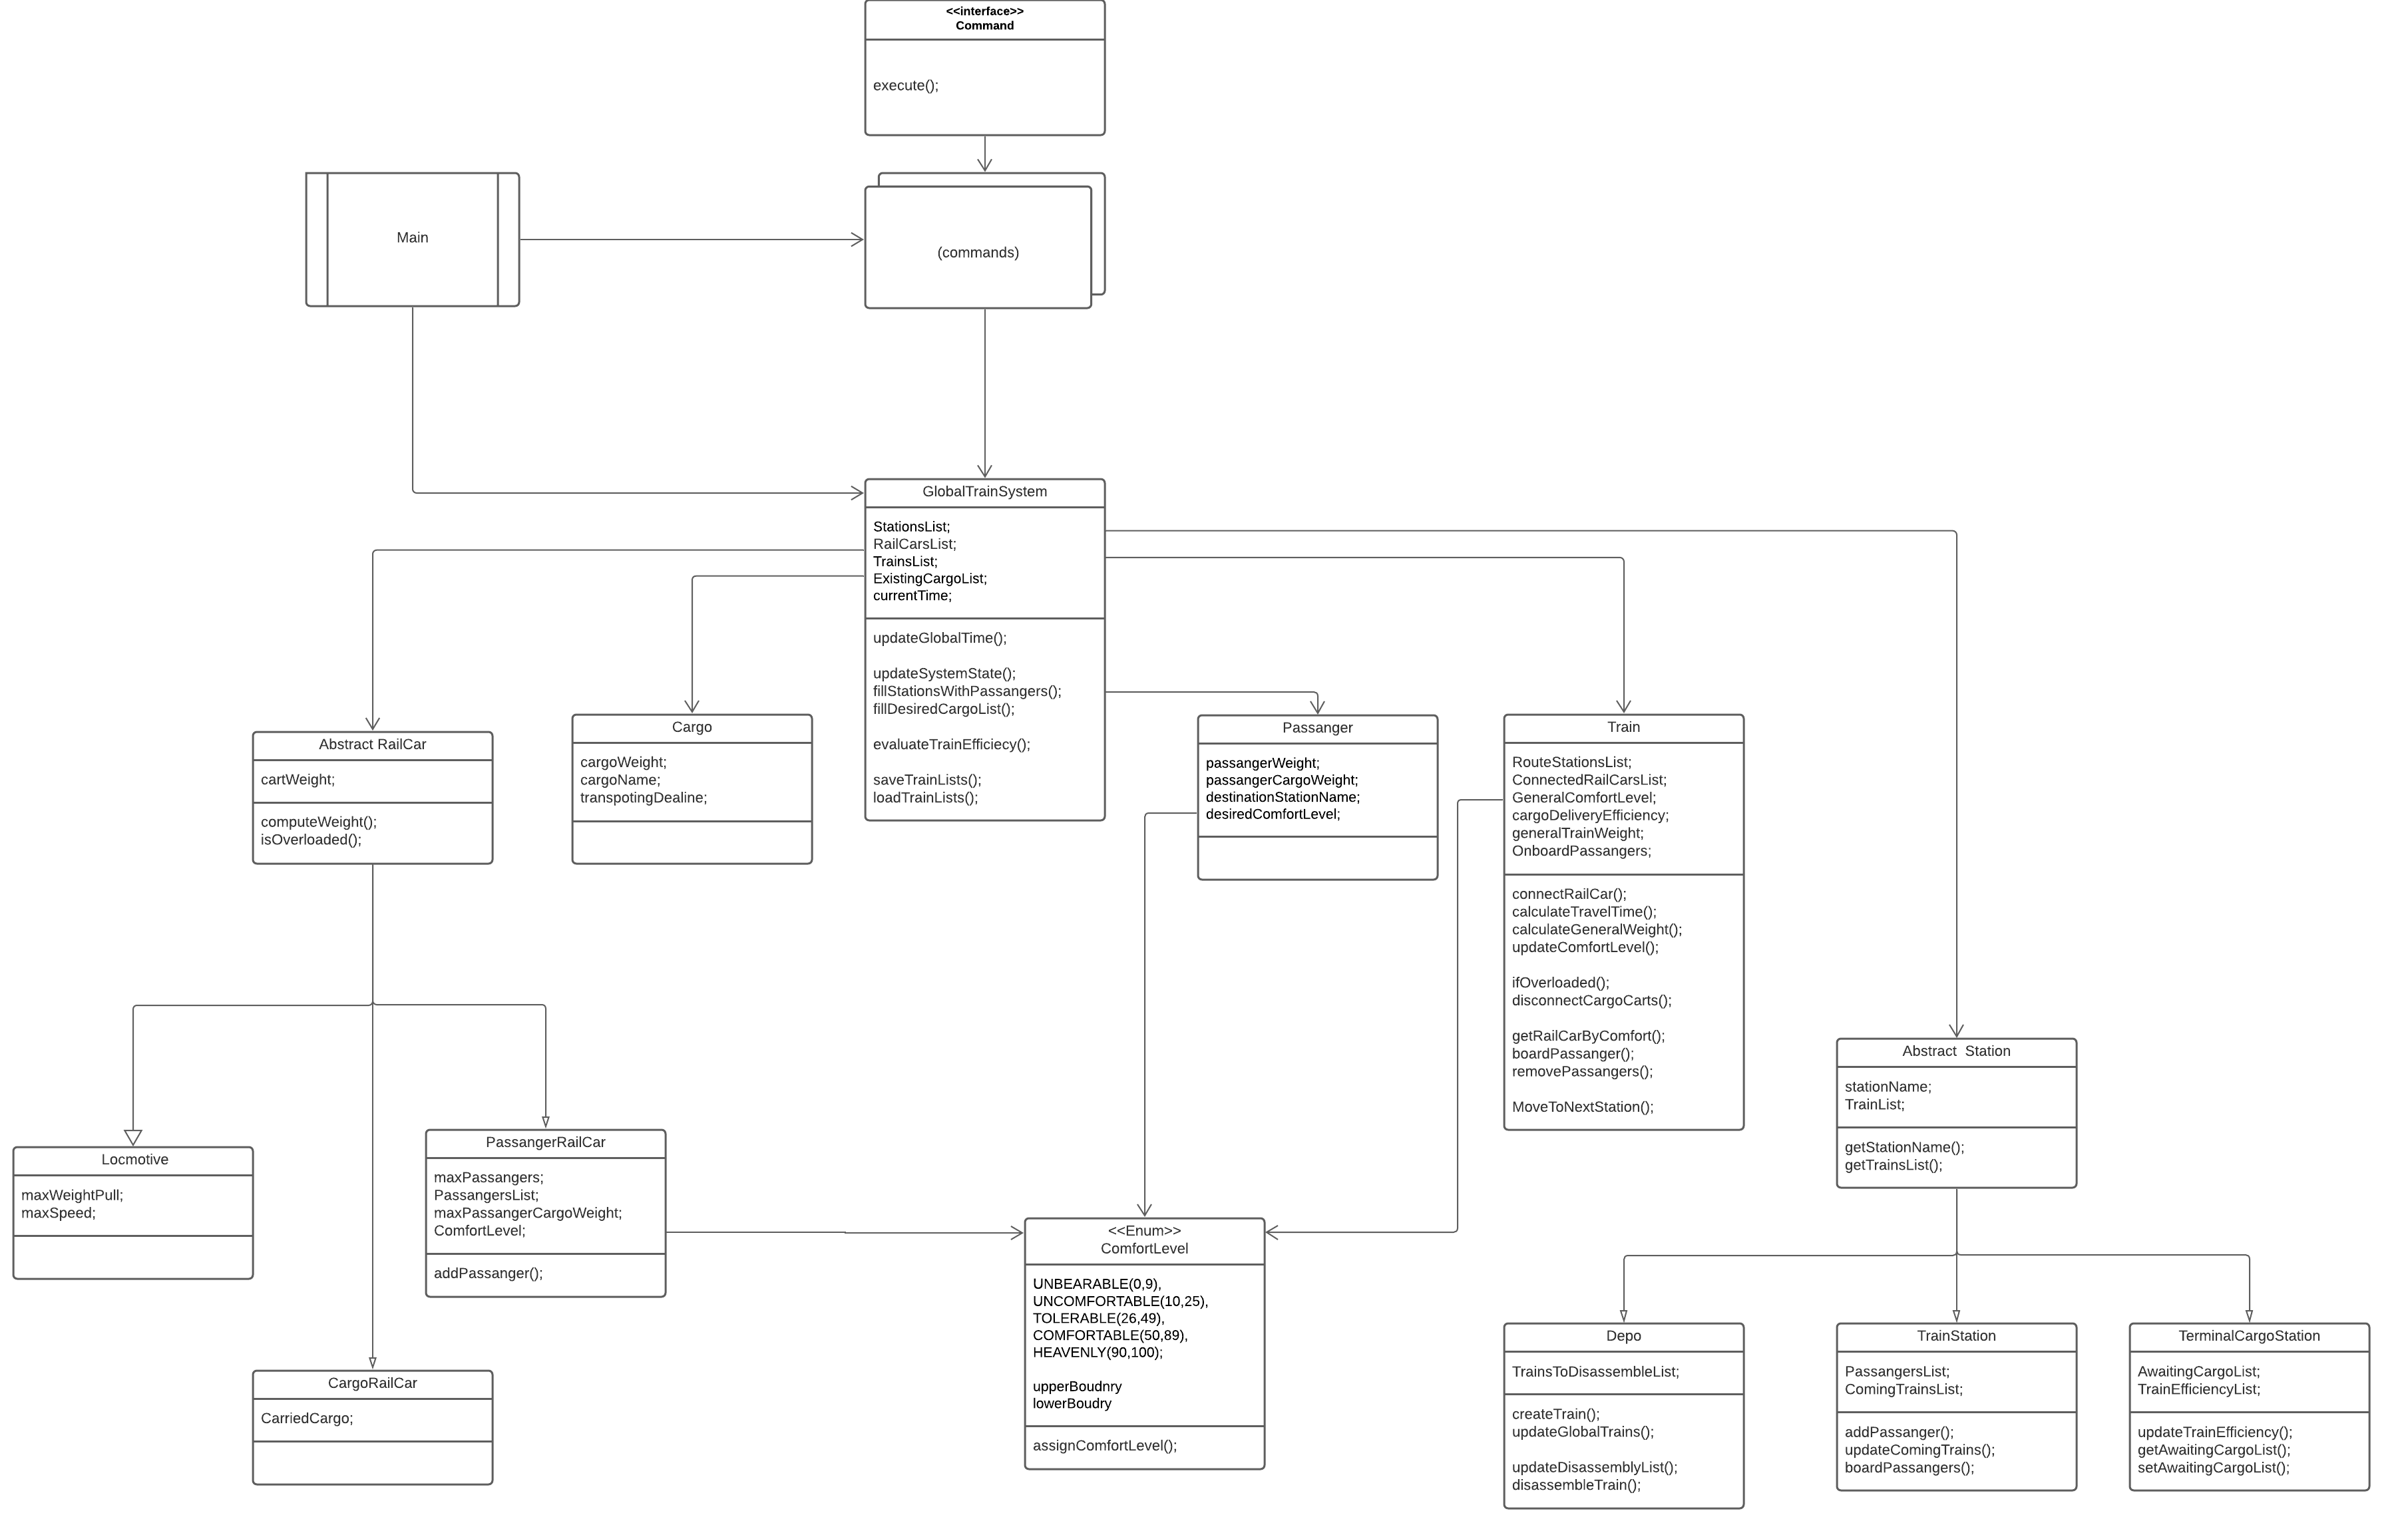 <<interface>>
Command
execute();
Main
(commands)
GlobalTrainSystem
StationsList;
RailCarsList;
TrainsList;
ExistingCargoList;
currentTime;
updateGlobalTime();
updateSystemState();
fillStationsWithPassangers();
fillDesiredCargoList();
evaluateTrainEfficiecy();
saveTrainLists();
loadTrainLists();
Abstract RailCar
cartWeight;
computeWeight();
isOverloaded();
Cargo
cargoWeight;
cargoName;
transpotingDealine;
Passanger
passangerWeight;
passangerCargoWeight;
destinationStationName;
desiredComfortLevel;
Train
RouteStationsList;
ConnectedRailCarsList;
GeneralComfortLevel;
cargoDeliveryEfficiency;
generalTrainWeight;
OnboardPassangers;
connectRailCar();
calculateTravelTime();
calculateGeneralWeight();
updateComfortLevel();
ifOverloaded();
disconnectCargoCarts();
getRailCarByComfort();
boardPassanger();
removePassangers();
MoveToNextStation();
Abstract  Station
stationName;
TrainList;
getStationName();
getTrainsList();
Locmotive
maxWeightPull;
maxSpeed;
PassangerRailCar
maxPassangers;
PassangersList;
maxPassangerCargoWeight;
ComfortLevel;
addPassanger();
CargoRailCar
CarriedCargo;
<<Enum>>
ComfortLevel
UNBEARABLE(0,9),
UNCOMFORTABLE(10,25),
TOLERABLE(26,49),
COMFORTABLE(50,89),
HEAVENLY(90,100);
upperBoudnry
lowerBoudry
assignComfortLevel();
Depo
TrainsToDisassembleList;
createTrain();
updateGlobalTrains();
updateDisassemblyList();
disassembleTrain();
TrainStation
PassangersList;
ComingTrainsList;
addPassanger();
updateComingTrains();
boardPassangers();
TerminalCargoStation
AwaitingCargoList;
TrainEfficiencyList;
updateTrainEfficiency();
getAwaitingCargoList();
setAwaitingCargoList();